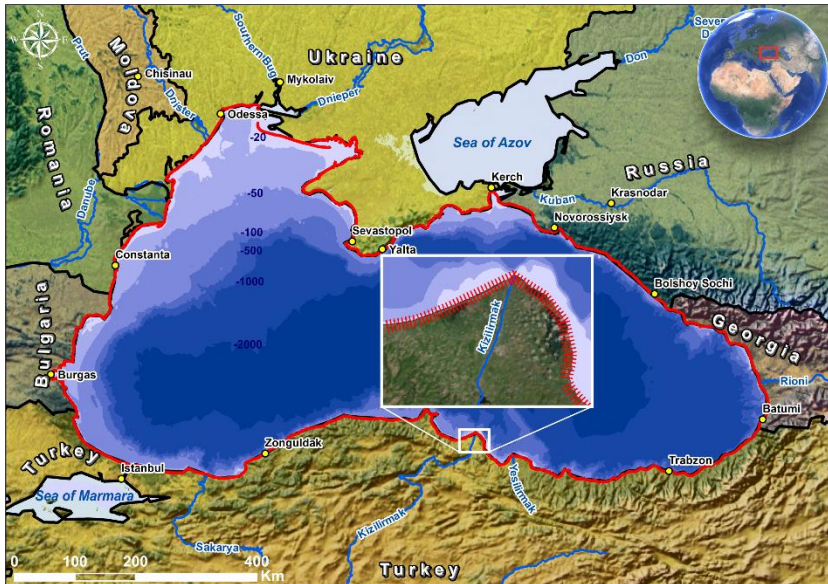 N
S
Prut
Moldova
Chisinau
Dnister
Southern Bug
Mykolaiv
Ukraine
Dnieper
Don
Odessa
-20
Sea of Azov
Romania
Russia
Danube
-50
Kerch
Kuban
Krasnodar
Novorossiysk
-100
Sevastopol
-500
Yalta
Constanta
-1000
Bolshoy Sochi
Georgia
Kizilirmak
Bulgaria
-2000
Burgas
Rioni
Batumi
Turkey
Istanbul
Zonguldak
Trabzon
Sea of Marmara
Yesilirmak
Kizilirmak
Sakarya
0 100 200 400
Km
Turkey